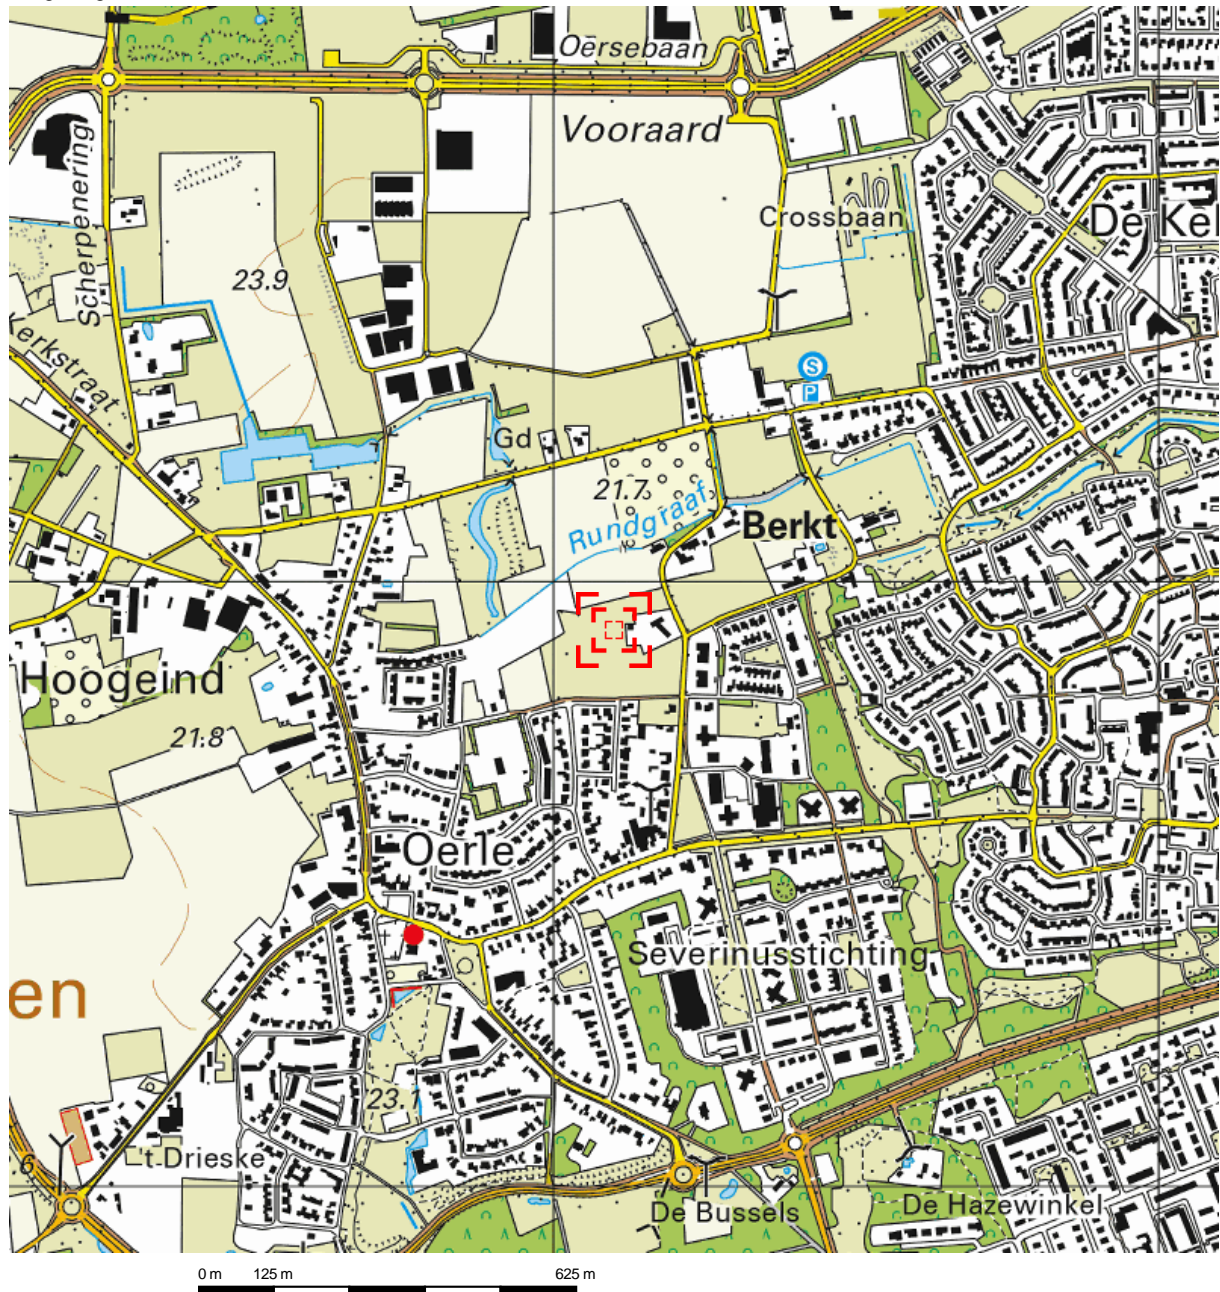 Oersebaan
Vooraard
Scherpenering
Crossbaan
De Kel
23.9
Kerkstraat
S
P
Gd
21.7
Rundgraaf
Berkt
Hoogeind
21.8
Oerle
Severinusstichting
en
23.1
't Drieske
6
De Bussels
De Hazewinkel
0 m 125 m 625 m